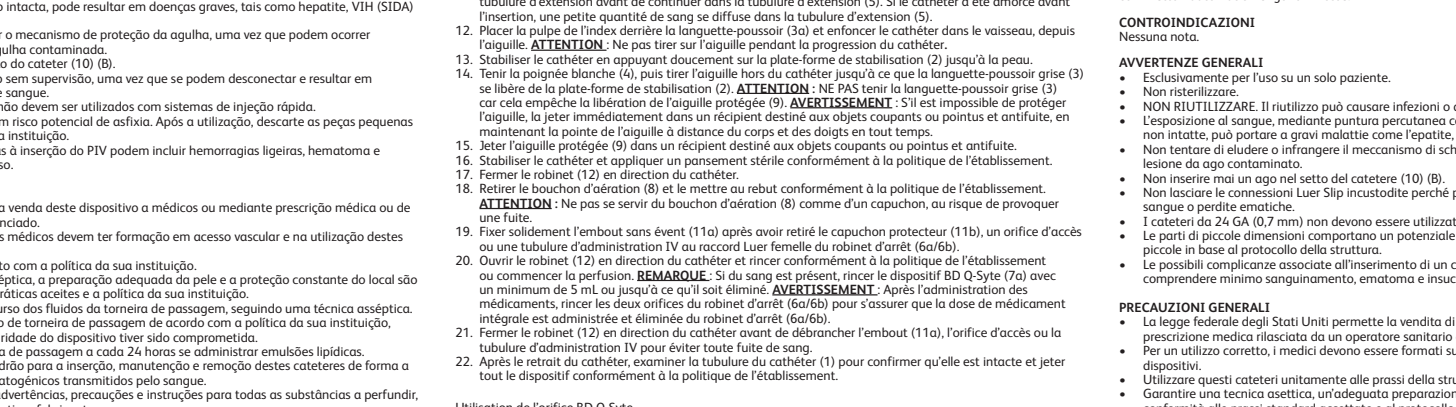 o intacta, pode resultar em doenças graves, tais como hepatite, VIH (SIDA)
r o mecanismo de proteção da agulha, uma vez que podem ocorrer
gulha contaminada.
o do cateter (10) (B).
o sem supervisão, uma vez que se podem desconectar e resultar em
e sangue.
não devem ser utilizados com sistemas de injeção rápida.
m risco potencial de asfixia. Após a utilização, descarte as peças pequenas
a instituição.
as à inserção do PIV podem incluir hemorragias ligeiras, hematoma e
so.
a venda deste dispositivo a médicos ou mediante prescrição médica ou de
nciado.
s médicos devem ter formação em acesso vascular e na utilização destes
to com a política da sua instituição.
séptica, a preparação adequada da pele e a proteção constante do local são
ráticas aceites e a política da sua instituição.
urso dos fluidos da torneira de passagem, seguindo uma técnica asséptica.
o de torneira de passagem de acordo com a política da sua instituição,
ridade do dispositivo tiver sido comprometida.
a de passagem a cada 24 horas se administrar emulsões lipídicas.
drão para a inserção, manutenção e remoção destes cateteres de forma a
atogénicos transmitidos pelo sangue.
dvertências, precauções e instruções para todas as substâncias a perfundir,
tubulure d'extension avant de continuer dans la tubulure d'extension (5). Si le cathéter a été amorcé avant
l'insertion, une petite quantité de sang se diffuse dans la tubulure d'extension (5).
12. Placer la pulpe de l'index derrière la languette-poussoir (3a) et enfoncer le cathéter dans le vaisseau, depuis
l'aiguille. ATTENTION : Ne pas tirer sur l'aiguille pendant la progression du cathéter.
13. Stabiliser le cathéter en appuyant doucement sur la plate-forme de stabilisation (2) jusqu'à la peau.
14. Tenir la poignée blanche (4), puis tirer l'aiguille hors du cathéter jusqu'à ce que la languette-poussoir grise (3)
se libère de la plate-forme de stabilisation (2). ATTENTION : NE PAS tenir la languette-poussoir grise (3)
car cela empêche la libération de l'aiguille protégée (9). AVERTISSEMENT : S'il est impossible de protéger
l'aiguille, la jeter immédiatement dans un récipient destiné aux objets coupants ou pointus et antifuite, en
maintenant la pointe de l'aiguille à distance du corps et des doigts en tout temps.
15. Jeter l'aiguille protégée (9) dans un récipient destiné aux objets coupants ou pointus et antifuite.
16. Stabiliser le cathéter et appliquer un pansement stérile conformément à la politique de l'établissement.
17. Fermer le robinet (12) en direction du cathéter.
18. Retirer le bouchon d'aération (8) et le mettre au rebut conformément à la politique de l'établissement.
ATTENTION : Ne pas se servir du bouchon d'aération (8) comme d'un capuchon, au risque de provoquer
une fuite.
19. Fixer solidement l'embout sans évent (11a) après avoir retiré le capuchon protecteur (11b), un orifice d'accès
ou une tubulure d'administration IV au raccord Luer femelle du robinet d'arrêt (6a/6b).
20. Ouvrir le robinet (12) en direction du cathéter et rincer conformément à la politique de l'établissement
ou commencer la perfusion. REMARQUE : Si du sang est présent, rincer le dispositif BD Q-Syte (7a) avec
un minimum de 5 mL ou jusqu'à ce qu'il soit éliminé. AVERTISSEMENT : Après l'administration des
médicaments, rincer les deux orifices du robinet d'arrêt (6a/6b) pour s'assurer que la dose de médicament
intégrale est administrée et éliminée du robinet d'arrêt (6a/6b).
21. Fermer le robinet (12) en direction du cathéter avant de débrancher l'embout (11a), l'orifice d'accès ou la
tubulure d'administration IV pour éviter toute fuite de sang.
22. Après le retrait du cathéter, examiner la tubulure du cathéter (1) pour confirmer qu'elle est intacte et jeter
tout le dispositif conformément à la politique de l'établissement.
Utilisation de l'orifice BD Q-Syte
CONTROINDICAZIONI
Nessuna nota.
AVVERTENZE GENERALI
• Esclusivamente per l'uso su un solo paziente.
• Non risterilizzare.
• NON RIUTILIZZARE. Il riutilizzo può causare infezioni o
• L'esposizione al sangue, mediante puntura percutanea c
non intatte, può portare a gravi malattie come l'epatite,
• Non tentare di eludere o infrangere il meccanismo di sch
lesione da ago contaminato.
• Non inserire mai un ago nel setto del catetere (10) (B).
• Non lasciare le connessioni Luer Slip incustodite perché p
sangue o perdite ematiche.
• I cateteri da 24 GA (0,7 mm) non devono essere utilizzat
• Le parti di piccole dimensioni comportano un potenziale
piccole in base al protocollo della struttura.
• Le possibili complicanze associate all'inserimento di un c
comprendere minimo sanguinamento, ematoma e insuc
PRECAUZIONI GENERALI
• La legge federale degli Stati Uniti permette la vendita di
prescrizione medica rilasciata da un operatore sanitario
• Per un utilizzo corretto, i medici devono essere formati su
dispositivi.
• Utilizzare questi cateteri unitamente alle prassi della stru
• Garantire una tecnica asettica, un'adeguata preparazion